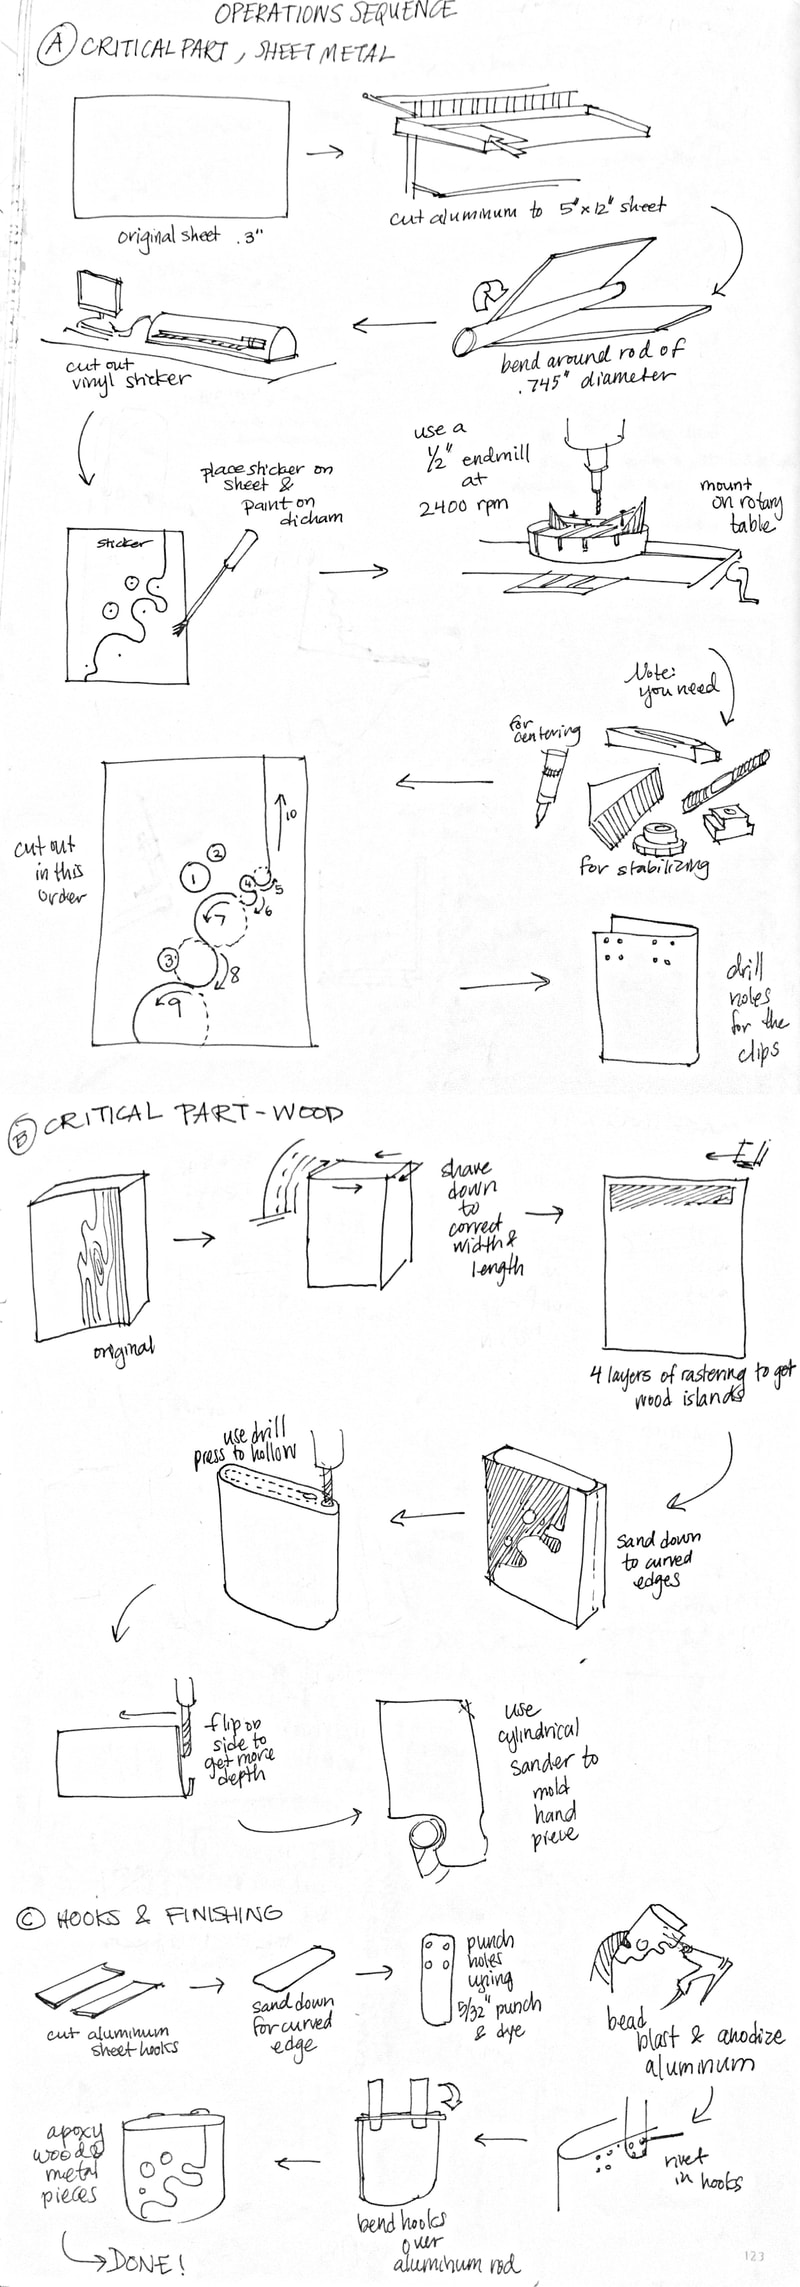 OPERATIONS SEQUENCE
A CRITICAL PART, SHEET METAL
original sheet .3"
cut aluminum to 5"x12" sheet
bend around rod of
.745" diameter
cut out
vinyl sticker
place sticker on
sheet &
paint on
dicham
sticker
use a
1/2" endmill
at
2400 rpm
mount
on rotary
table
Note:
you need
for
centering
for stabilizing
cut out
in this
order
1
2
3
4
5
6
7
8
9
10
drill
holes
for the
clips
B CRITICAL PART - WOOD
original
shave
down
to
correct
width &
length
4 layers of rastering to get
wood islands
sand down
to curved
edges
use drill
press to hollow
flip on
side to
get more
depth
use
cylindrical
sander to
mold
hand
pieve
C HOOKS & FINISHING
cut aluminum
sheet hooks
sand down
for curved
edge
punch
holes
using
5/32" punch
& dye
bead
blast & anodize
aluminum
rivet
in hooks
bend hooks
over
aluminum rod
apoxy
wood &
metal
pieces
DONE!
123